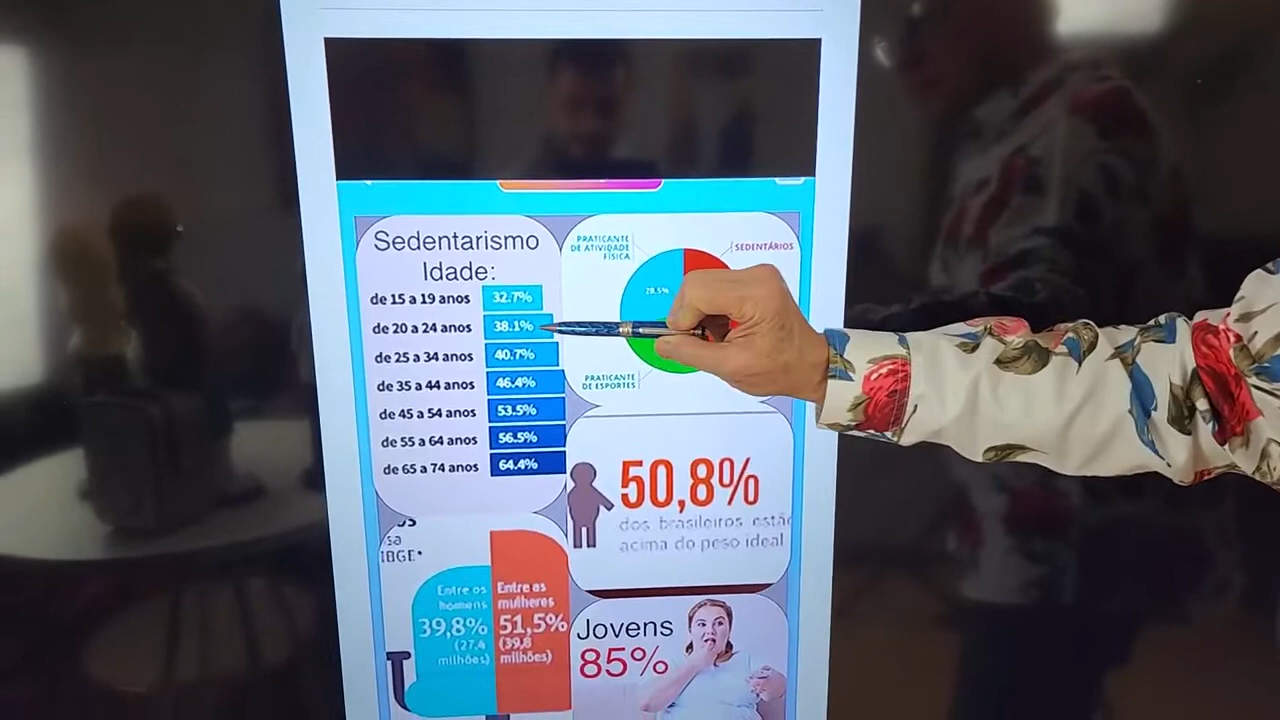 Sedentarismo
Idade:
de 15 a 19 anos 32.7%
de 20 a 24 anos 38.1%
de 25 a 34 anos 40.7%
de 35 a 44 anos 46.4%
de 45 a 54 anos 53.5%
de 55 a 64 anos 56.5%
de 65 a 74 anos 64.4%
PRATICANTE
DE ATIVIDADE
FÍSICA
SEDENTÁRIOS
28.5%
PRATICANTE
DE ESPORTES
50,8%
dos brasileiros estão
acima do peso ideal
IBGE*
Entre os
homens
39,8%
(27,4
milhões)
Entre as
mulheres
51,5%
(39,8
milhões)
Jovens
85%